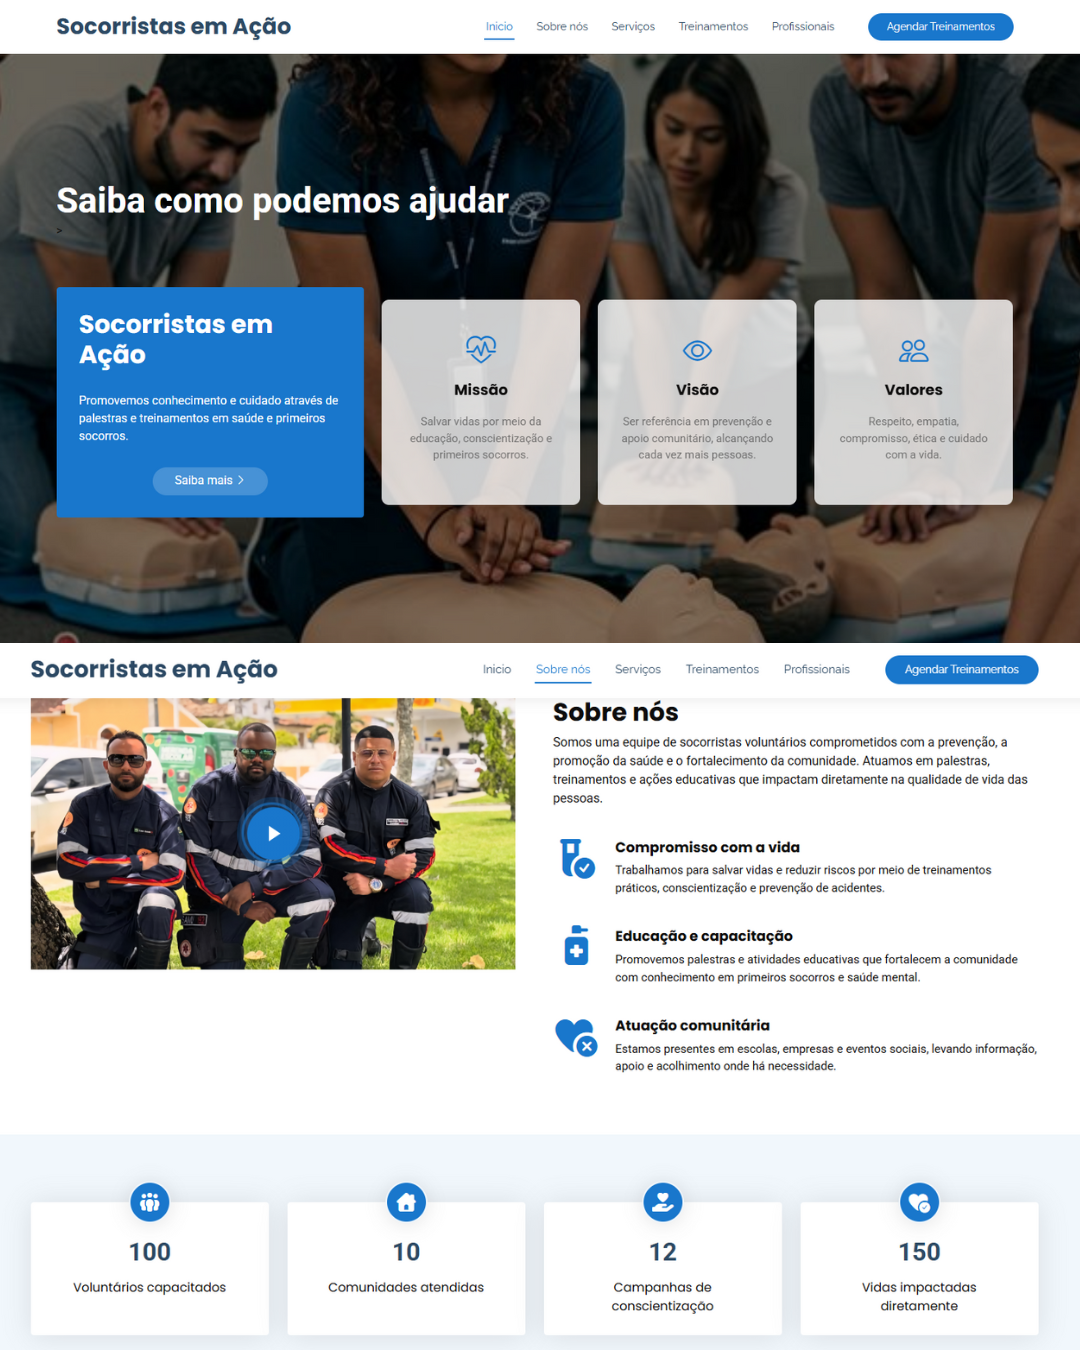 Socorristas em Ação
Inicio Sobre nós Serviços Treinamentos Profissionais Agendar Treinamentos
Saiba como podemos ajudar
>
Socorristas em
Ação
Promovemos conhecimento e cuidado através de
palestras e treinamentos em saúde e primeiros
socorros.
Saiba mais >
Missão
Salvar vidas por meio da
educação, conscientização e
primeiros socorros.
Visão
Ser referência em prevenção e
apoio comunitário, alcançando
cada vez mais pessoas.
Valores
Respeito, empatia,
compromisso, ética e cuidado
com a vida.
Socorristas em Ação
Inicio Sobre nós Serviços Treinamentos Profissionais Agendar Treinamentos
Sobre nós
Somos uma equipe de socorristas voluntários comprometidos com a prevenção, a
promoção da saúde e o fortalecimento da comunidade. Atuamos em palestras,
treinamentos e ações educativas que impactam diretamente na qualidade de vida das
pessoas.
Compromisso com a vida
Trabalhamos para salvar vidas e reduzir riscos por meio de treinamentos
práticos, conscientização e prevenção de acidentes.
Educação e capacitação
Promovemos palestras e atividades educativas que fortalecem a comunidade
com conhecimento em primeiros socorros e saúde mental.
Atuação comunitária
Estamos presentes em escolas, empresas e eventos sociais, levando informação,
apoio e acolhimento onde há necessidade.
100
Voluntários capacitados
10
Comunidades atendidas
12
Campanhas de
conscientização
150
Vidas impactadas
diretamente